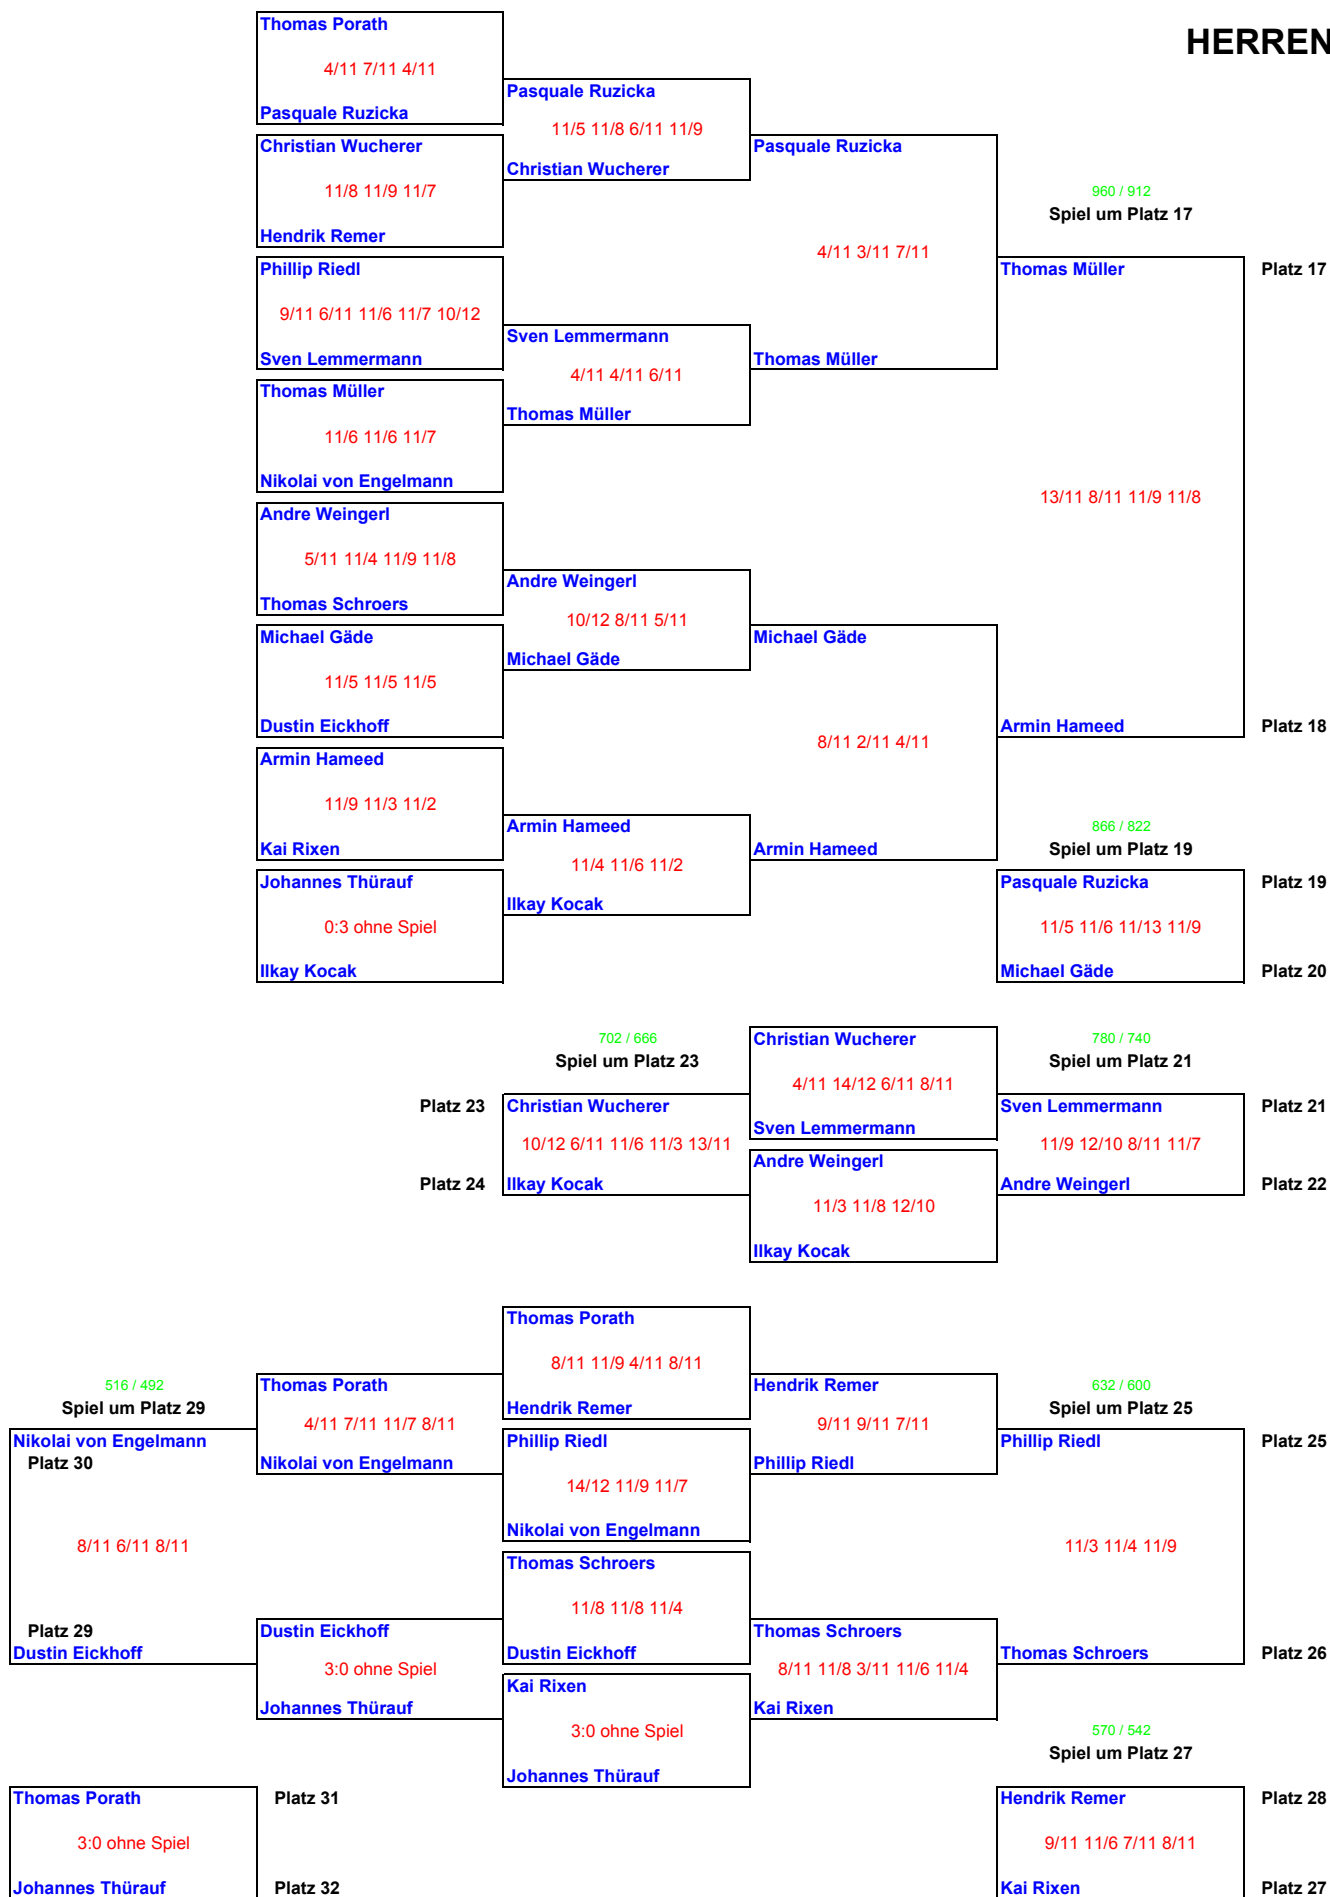 Thomas Porath
HERREN
4/11 7/11 4/11
Pasquale Ruzicka
Pasquale Ruzicka
11/5 11/8 6/11 11/9
Christian Wucherer
Pasquale Ruzicka
Christian Wucherer
11/8 11/9 11/7
960 / 912
Spiel um Platz 17
Hendrik Remer
4/11 3/11 7/11
Phillip Riedl
Thomas Müller
Platz 17
9/11 6/11 11/6 11/7 10/12
Sven Lemmermann
Sven Lemmermann
Thomas Müller
4/11 4/11 6/11
Thomas Müller
Thomas Müller
11/6 11/6 11/7
Nikolai von Engelmann
13/11 8/11 11/9 11/8
Andre Weingerl
5/11 11/4 11/9 11/8
Andre Weingerl
Thomas Schroers
10/12 8/11 5/11
Michael Gäde
Michael Gäde
Michael Gäde
11/5 11/5 11/5
Dustin Eickhoff
Armin Hameed
Platz 18
8/11 2/11 4/11
Armin Hameed
11/9 11/3 11/2
Armin Hameed
866 / 822
Kai Rixen
Armin Hameed
Spiel um Platz 19
11/4 11/6 11/2
Johannes Thürauf
Pasquale Ruzicka
Platz 19
Ilkay Kocak
0:3 ohne Spiel
11/5 11/6 11/13 11/9
Ilkay Kocak
Michael Gäde
Platz 20
702 / 666
Christian Wucherer
780 / 740
Spiel um Platz 23
Spiel um Platz 21
4/11 14/12 6/11 8/11
Platz 23
Christian Wucherer
Sven Lemmermann
Platz 21
Sven Lemmermann
10/12 6/11 11/6 11/3 13/11
11/9 12/10 8/11 11/7
Andre Weingerl
Platz 24
Ilkay Kocak
Andre Weingerl
Platz 22
11/3 11/8 12/10
Ilkay Kocak
Thomas Porath
8/11 11/9 4/11 8/11
516 / 492
Thomas Porath
Hendrik Remer
632 / 600
Spiel um Platz 29
Hendrik Remer
Spiel um Platz 25
4/11 7/11 11/7 8/11
9/11 9/11 7/11
Nikolai von Engelmann
Phillip Riedl
Phillip Riedl
Platz 25
Platz 30
Nikolai von Engelmann
Phillip Riedl
14/12 11/9 11/7
Nikolai von Engelmann
8/11 6/11 8/11
11/3 11/4 11/9
Thomas Schroers
11/8 11/8 11/4
Platz 29
Dustin Eickhoff
Thomas Schroers
Dustin Eickhoff
Dustin Eickhoff
Thomas Schroers
Platz 26
3:0 ohne Spiel
8/11 11/8 3/11 11/6 11/4
Kai Rixen
Johannes Thürauf
Kai Rixen
3:0 ohne Spiel
570 / 542
Spiel um Platz 27
Johannes Thürauf
Thomas Porath
Platz 31
Hendrik Remer
Platz 28
3:0 ohne Spiel
9/11 11/6 7/11 8/11
Johannes Thürauf
Platz 32
Kai Rixen
Platz 27